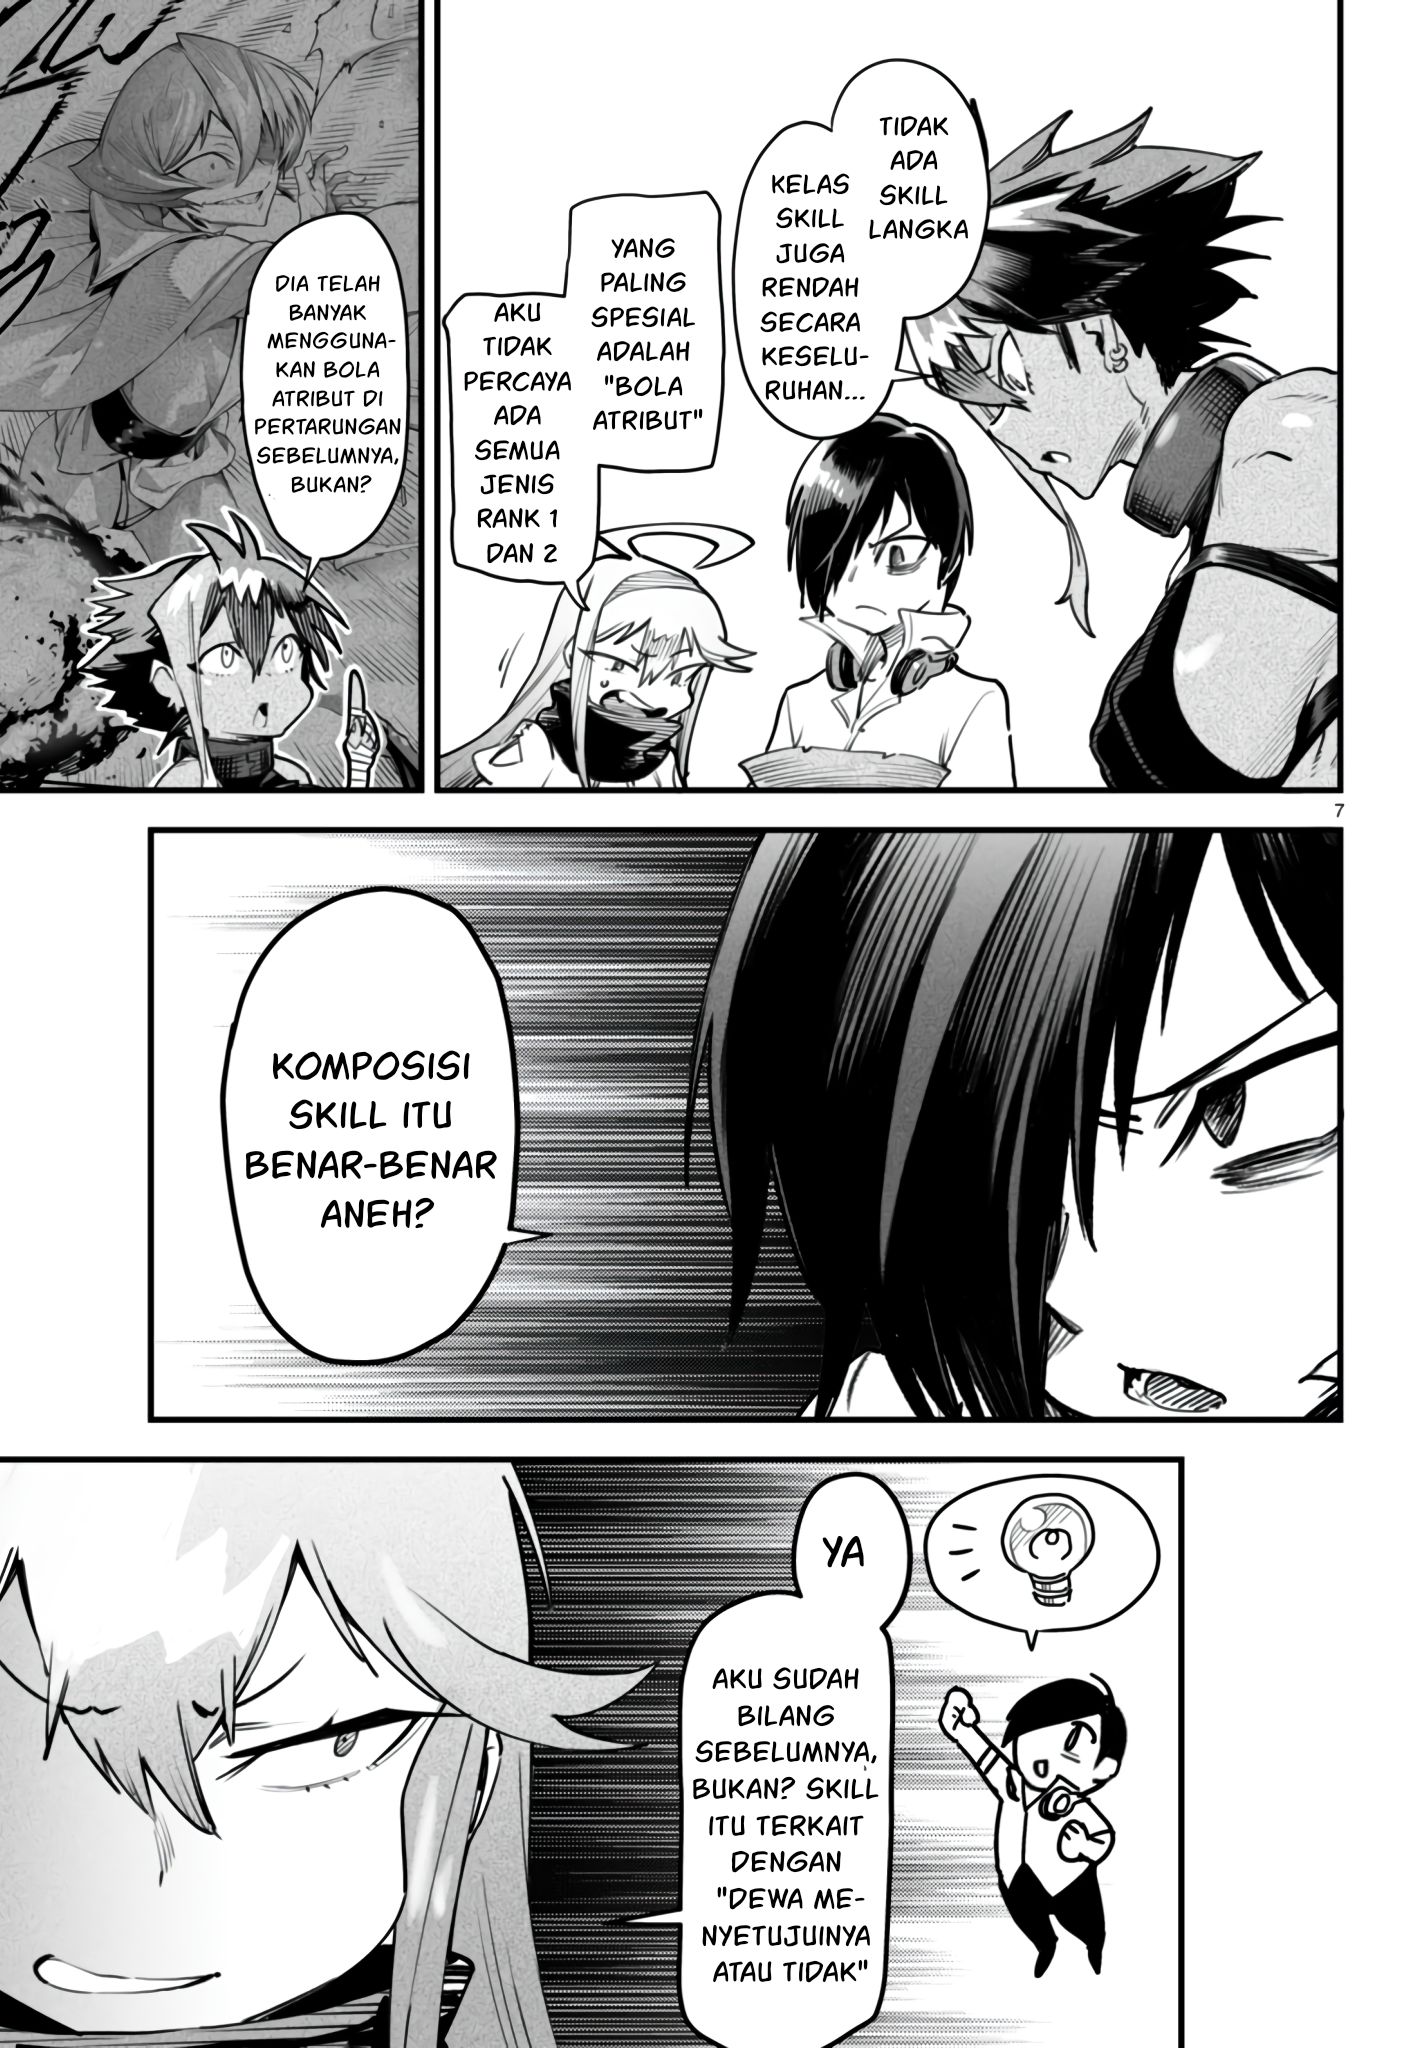 TIDAK
ADA
SKILL
LANGKA
KELAS
SKILL
JUGA
RENDAH
SECARA
KESELU-
RUHAN...
YANG
PALING
SPESIAL
ADALAH
"BOLA
ATRIBUT"
AKU
TIDAK
PERCAYA
ADA
SEMUA
JENIS
RANK 1
DAN 2
DIA TELAH
BANYAK
MENGGUNA-
KAN BOLA
ATRIBUT DI
PERTARUNGAN
SEBELUMNYA,
BUKAN?
7
KOMPOSISI
SKILL ITU
BENAR-BENAR
ANEH?
YA
AKU SUDAH
BILANG
SEBELUMNYA,
BUKAN? SKILL
ITU TERKAIT
DENGAN
"DEWA ME-
NYETUJUINYA
ATAU TIDAK"